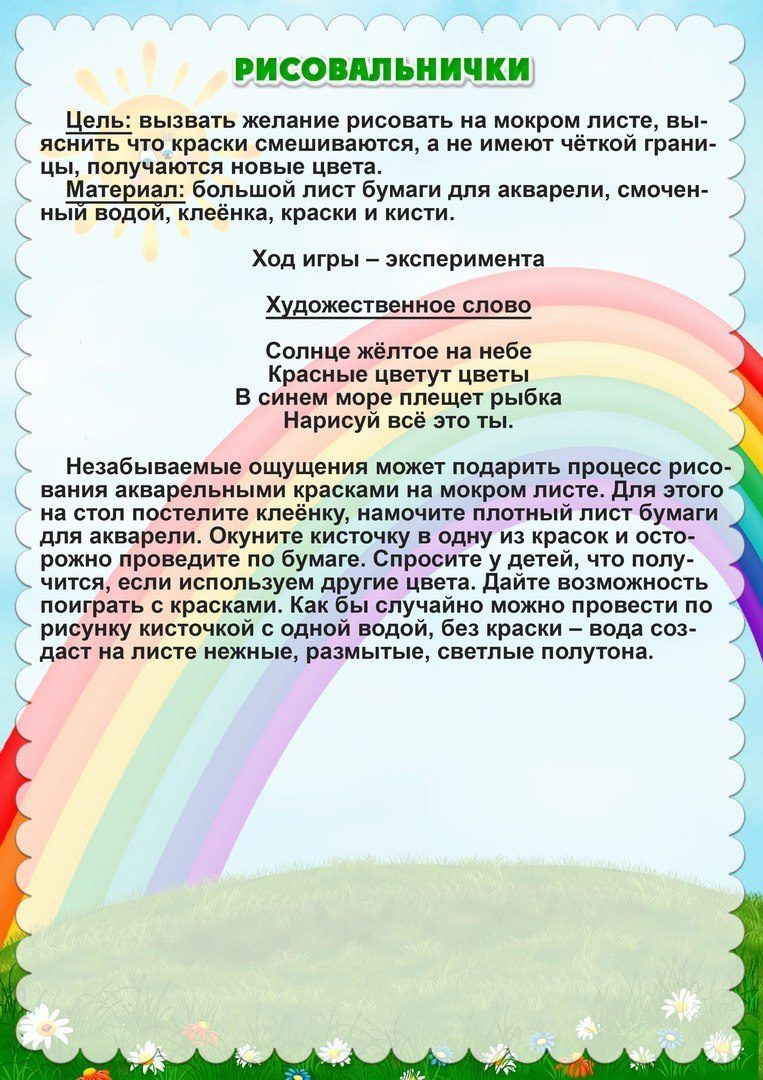 РИСОВАЛЬНИЧКИ
Цель: вызвать желание рисовать на мокром листе, вы-
яснить что краски смешиваются, а не имеют чёткой грани-
цы, получаются новые цвета.
Материал: большой лист бумаги для акварели, смочен-
ный водой, клеёнка, краски и кисти.
Ход игры – эксперимента
Художественное слово
Солнце жёлтое на небе
Красные цветут цветы
В синем море плещет рыбка
Нарисуй всё это ты.
Незабываемые ощущения может подарить процесс рисо-
вания акварельными красками на мокром листе. Для этого
на стол постелите клеёнку, намочите плотный лист бумаги
для акварели. Окуните кисточку в одну из красок и осто-
рожно проведите по бумаге. Спросите у детей, что полу-
чится, если используем другие цвета. Дайте возможность
поиграть с красками. Как бы случайно можно провести по
рисунку кисточкой с одной водой, без краски – вода соз-
даст на листе нежные, размытые, светлые полутона.